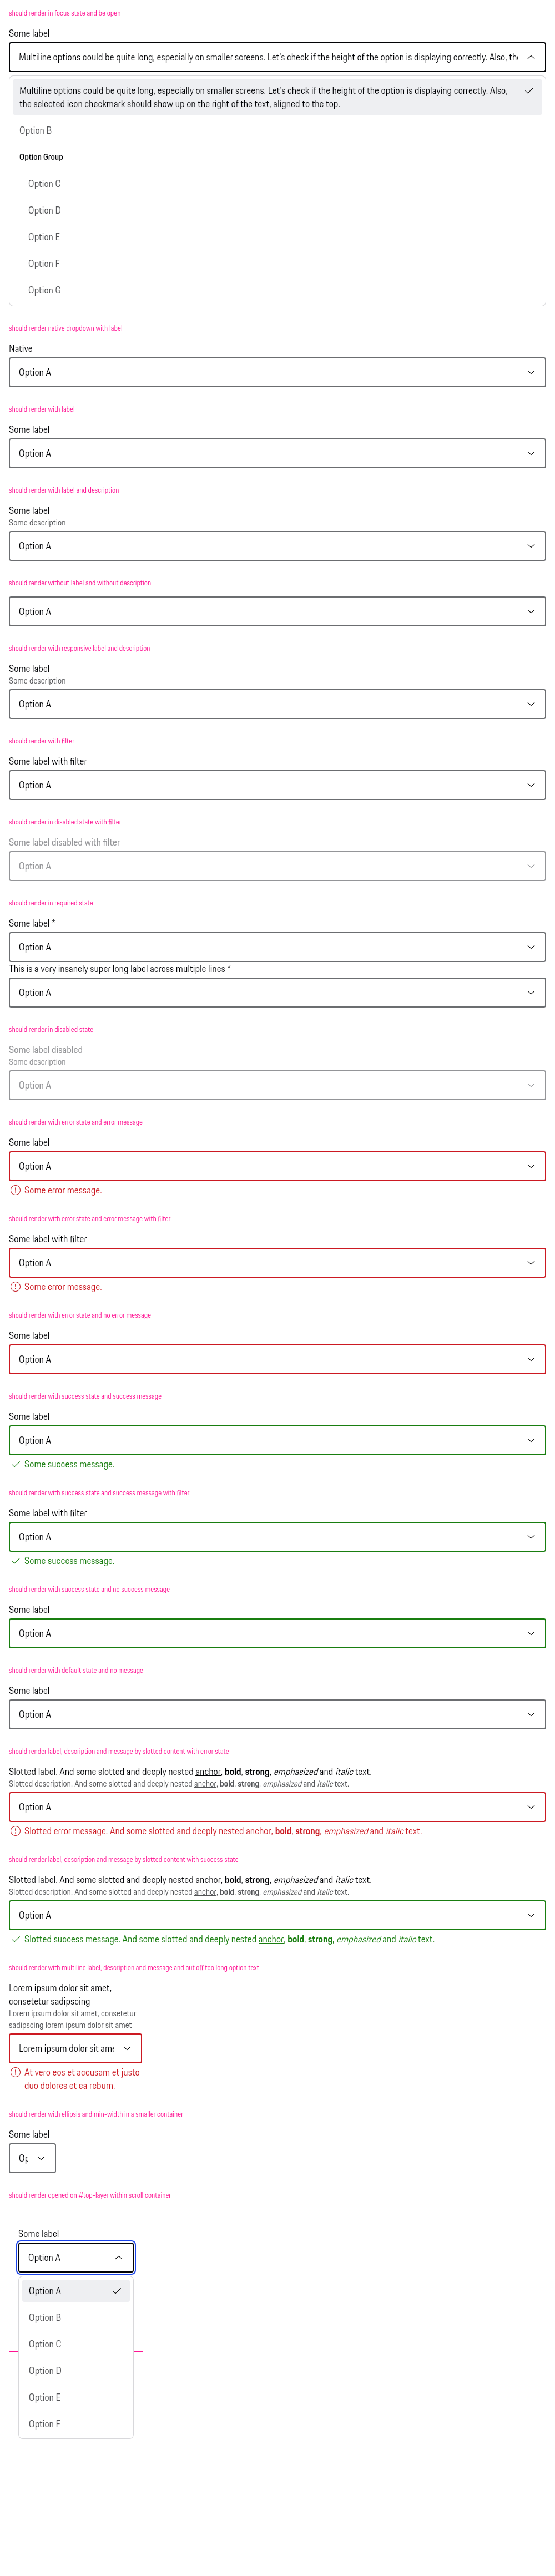 should render in focus state and be open
Some label
Multiline options could be quite long, especially on smaller screens. Let's check if the height of the option is displaying correctly. Also, th
Multiline options could be quite long, especially on smaller screens. Let's check if the height of the option is displaying correctly. Also,
the selected icon checkmark should show up on the right of the text, aligned to the top.
Option B
Option Group
Option C
Option D
Option E
Option F
Option G
should render native dropdown with label
Native
Option A
should render with label
Some label
Option A
should render with label and description
Some label
Some description
Option A
should render without label and without description
Option A
should render with responsive label and description
Some label
Some description
Option A
should render with filter
Some label with filter
Option A
should render in disabled state with filter
Some label disabled with filter
Option A
should render in required state
Some label *
Option A
This is a very insanely super long label across multiple lines *
Option A
should render in disabled state
Some label disabled
Some description
Option A
should render with error state and error message
Some label
Option A
Some error message.
should render with error state and error message with filter
Some label with filter
Option A
Some error message.
should render with error state and no error message
Some label
Option A
should render with success state and success message
Some label
Option A
Some success message.
should render with success state and success message with filter
Some label with filter
Option A
Some success message.
should render with success state and no success message
Some label
Option A
should render with default state and no message
Some label
Option A
should render label, description and message by slotted content with error state
Slotted label. And some slotted and deeply nested anchor, bold, strong, emphasized and italic text.
Slotted description. And some slotted and deeply nested anchor, bold, strong, emphasized and italic text.
Option A
Slotted error message. And some slotted and deeply nested anchor, bold, strong, emphasized and italic text.
should render label, description and message by slotted content with success state
Slotted label. And some slotted and deeply nested anchor, bold, strong, emphasized and italic text.
Slotted description. And some slotted and deeply nested anchor, bold, strong, emphasized and italic text.
Option A
Slotted success message. And some slotted and deeply nested anchor, bold, strong, emphasized and italic text.
should render with multiline label, description and message and cut off too long option text
Lorem ipsum dolor sit amet,
consetetur sadipscing
Lorem ipsum dolor sit amet, consetetur
sadipscing lorem ipsum dolor sit amet
Lorem ipsum dolor sit ame
At vero eos et accusam et justo
duo dolores et ea rebum.
should render with ellipsis and min-width in a smaller container
Some label
Op
should render opened on #top-layer within scroll container
Some label
Option A
Option A
Option B
Option C
Option D
Option E
Option F